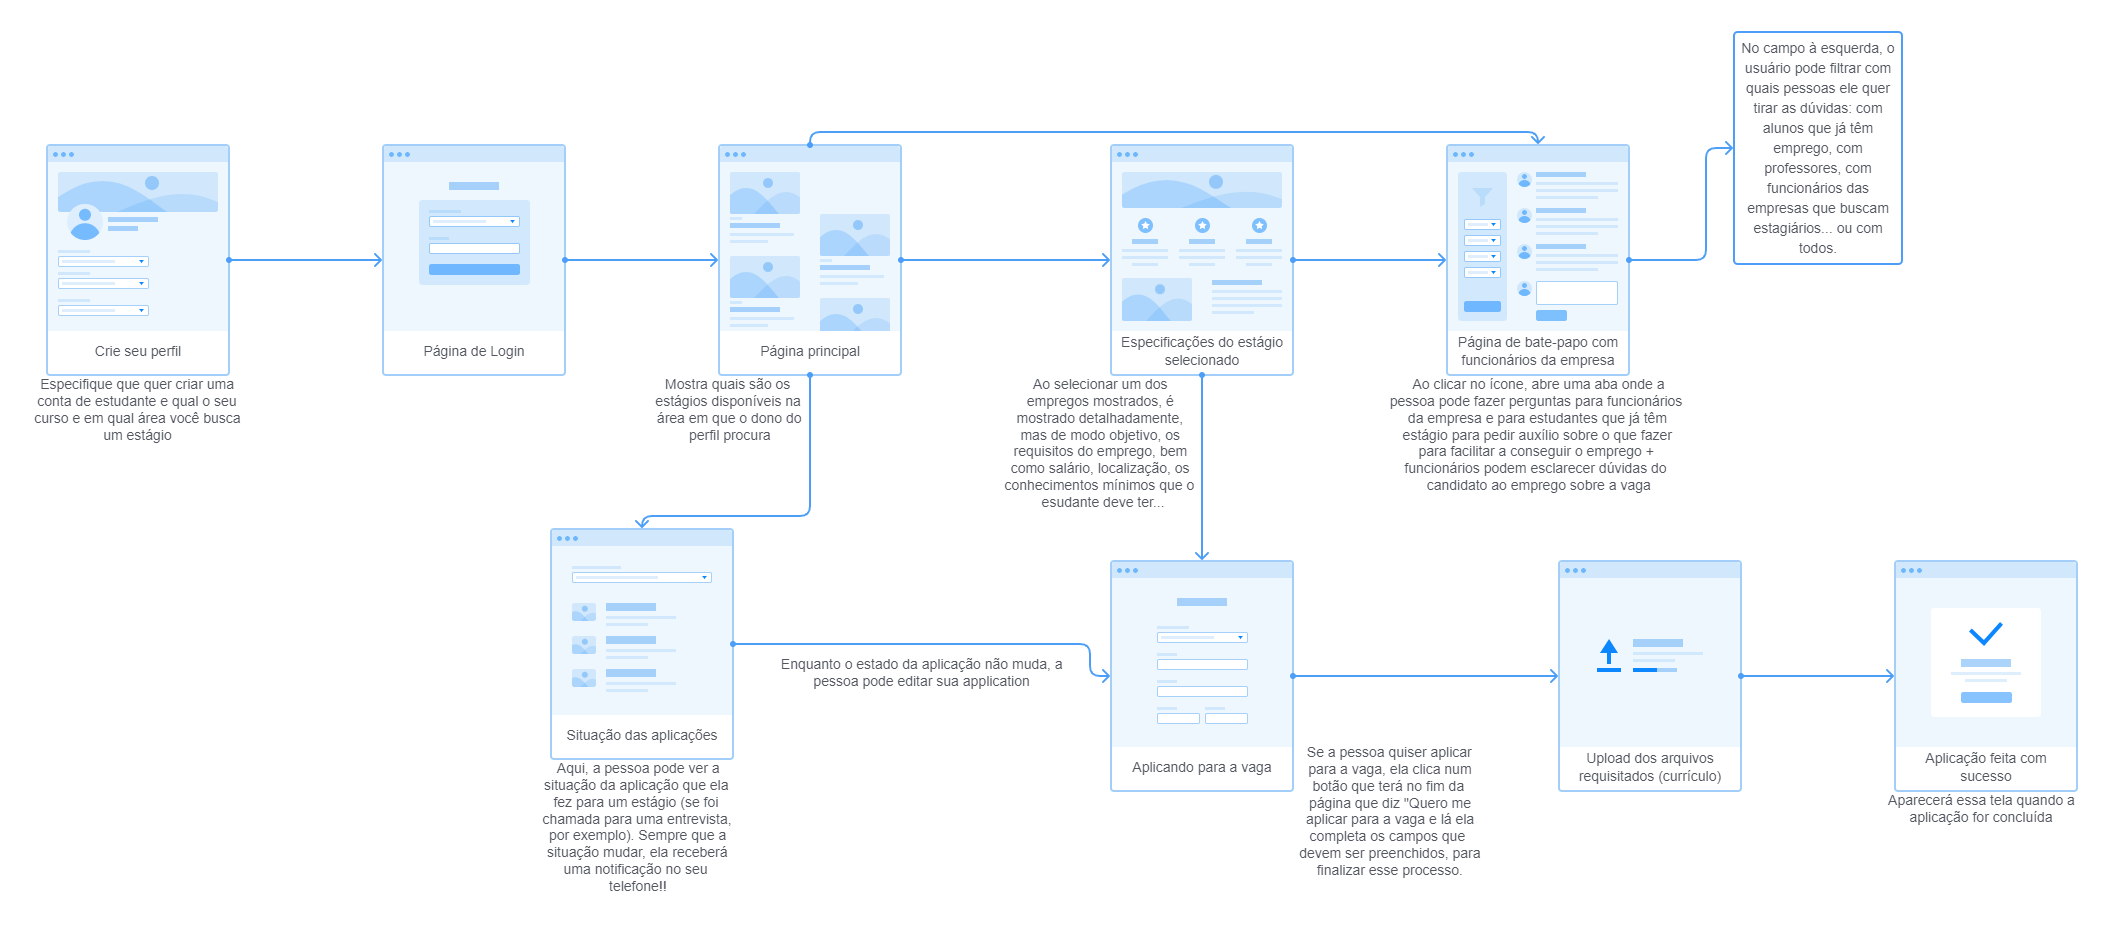 No campo à esquerda, o
usuário pode filtrar com
quais pessoas ele quer
tirar as dúvidas: com
alunos que já têm
emprego, com
professores, com
funcionários das
empresas que buscam
estagiários... ou com
todos.
Crie seu perfil
Especifique que quer criar uma
conta de estudante e qual o seu
curso e em qual área você busca
um estágio
Página de Login
Página principal
Mostra quais são os
estágios disponíveis na
área em que o dono do
perfil procura
Especificações do estágio
selecionado
Ao selecionar um dos
empregos mostrados, é
mostrado detalhadamente,
mas de modo objetivo, os
requisitos do emprego, bem
como salário, localização, os
conhecimentos mínimos que o
esudante deve ter...
Página de bate-papo com
funcionários da empresa
Ao clicar no ícone, abre uma aba onde a
pessoa pode fazer perguntas para funcionários
da empresa e para estudantes que já têm
estágio para pedir auxílio sobre o que fazer
para facilitar a conseguir o emprego +
funcionários podem esclarecer dúvidas do
candidato ao emprego sobre a vaga
Situação das aplicações
Aqui, a pessoa pode ver a
situação da aplicação que ela
fez para um estágio (se foi
chamada para uma entrevista,
por exemplo). Sempre que a
situação mudar, ela receberá
uma notificação no seu
telefone!!
Enquanto o estado da aplicação não muda, a
pessoa pode editar sua application
Aplicando para a vaga
Se a pessoa quiser aplicar
para a vaga, ela clica num
botão que terá no fim da
página que diz "Quero me
aplicar para a vaga e lá ela
completa os campos que
devem ser preenchidos, para
finalizar esse processo.
Upload dos arquivos
requisitados (currículo)
Aplicação feita com
sucesso
Aparecerá essa tela quando a
aplicação for concluída